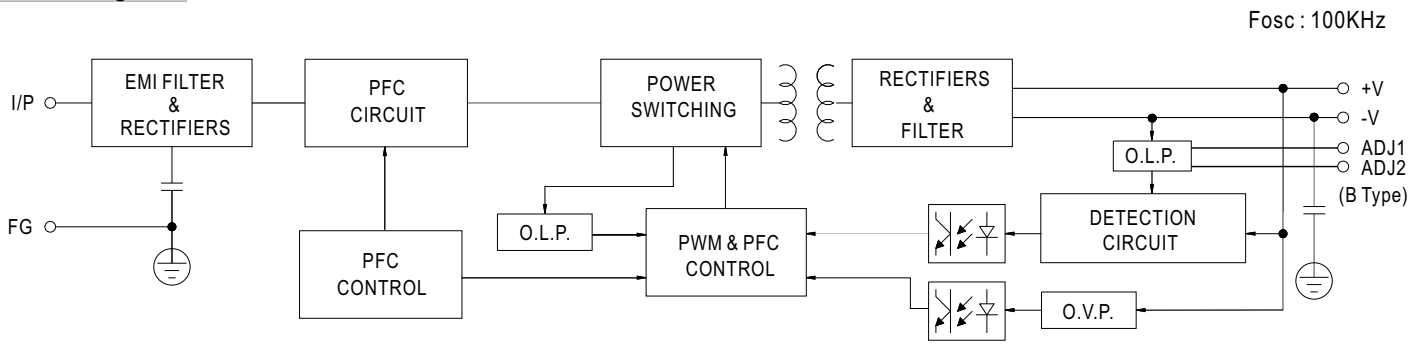 Fosc : 100KHz
I/P
EMI FILTER
&
RECTIFIERS
PFC
CIRCUIT
POWER
SWITCHING
RECTIFIERS
&
FILTER
+V
-V
O.L.P.
ADJ1
ADJ2
(B Type)
FG
O.L.P.
PFC
CONTROL
PWM & PFC
CONTROL
DETECTION
CIRCUIT
O.V.P.